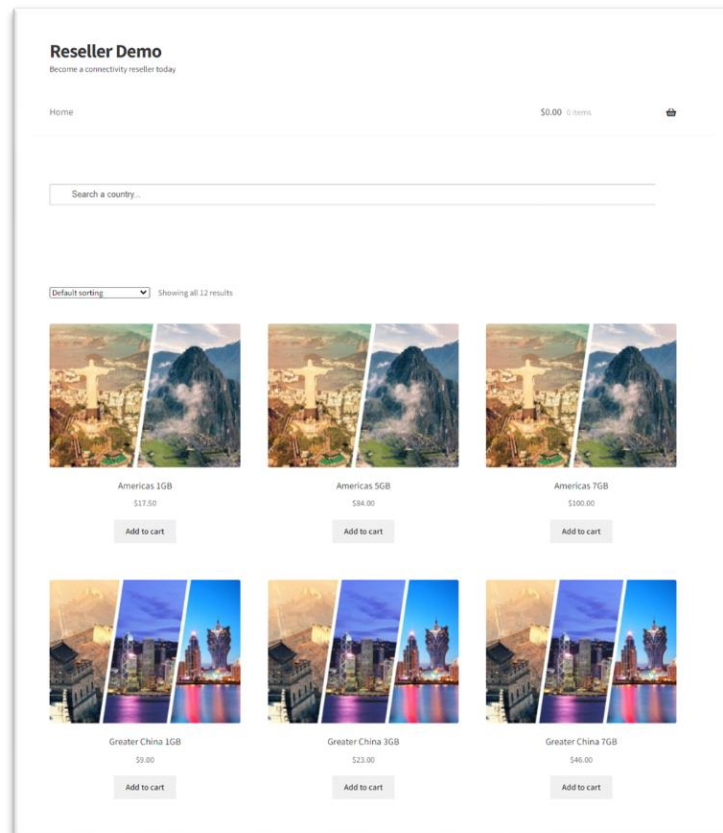 Reseller Demo
Become a connectivity reseller today
Home
$0.00 0 items
Search a country...
Default sorting
Showing all 12 results
Americas 1GB
Americas 5GB
Americas 7GB
$17.50
$84.00
$100.00
Add to cart
Add to cart
Add to cart
Greater China 1GB
Greater China 3GB
Greater China 7GB
$9.00
$23.00
$46.00
Add to cart
Add to cart
Add to cart